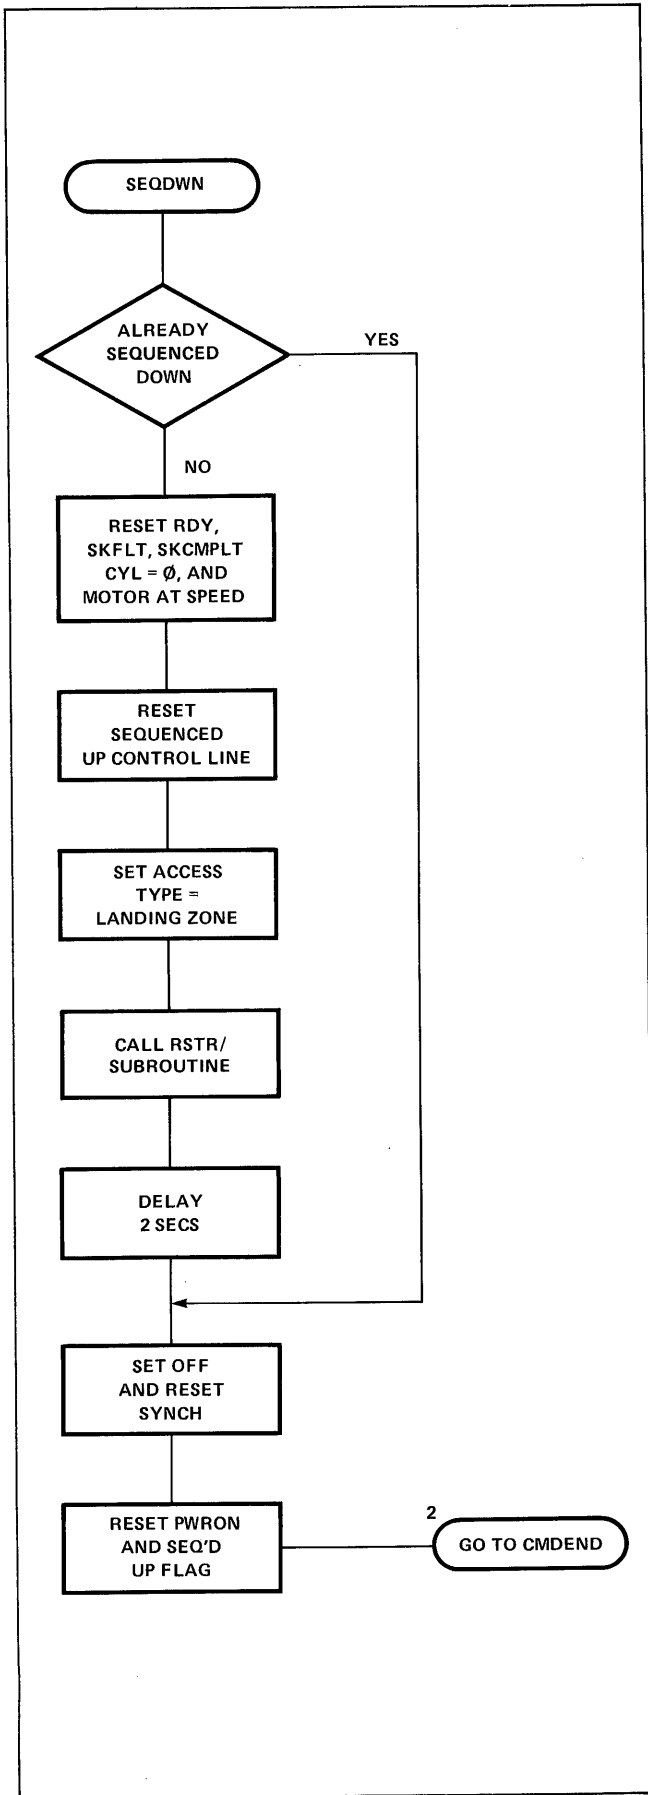 SEQDWN
ALREADY
SEQUENCED
DOWN
YES
NO
RESET RDY,
SKFLT, SKCMPLT
CYL = Ø, AND
MOTOR AT SPEED
RESET
SEQUENCED
UP CONTROL LINE
SET ACCESS
TYPE =
LANDING ZONE
CALL RSTR/
SUBROUTINE
DELAY
2 SECS
SET OFF
AND RESET
SYNCH
RESET PWRON
AND SEQ'D
UP FLAG
2
GO TO CMDEND